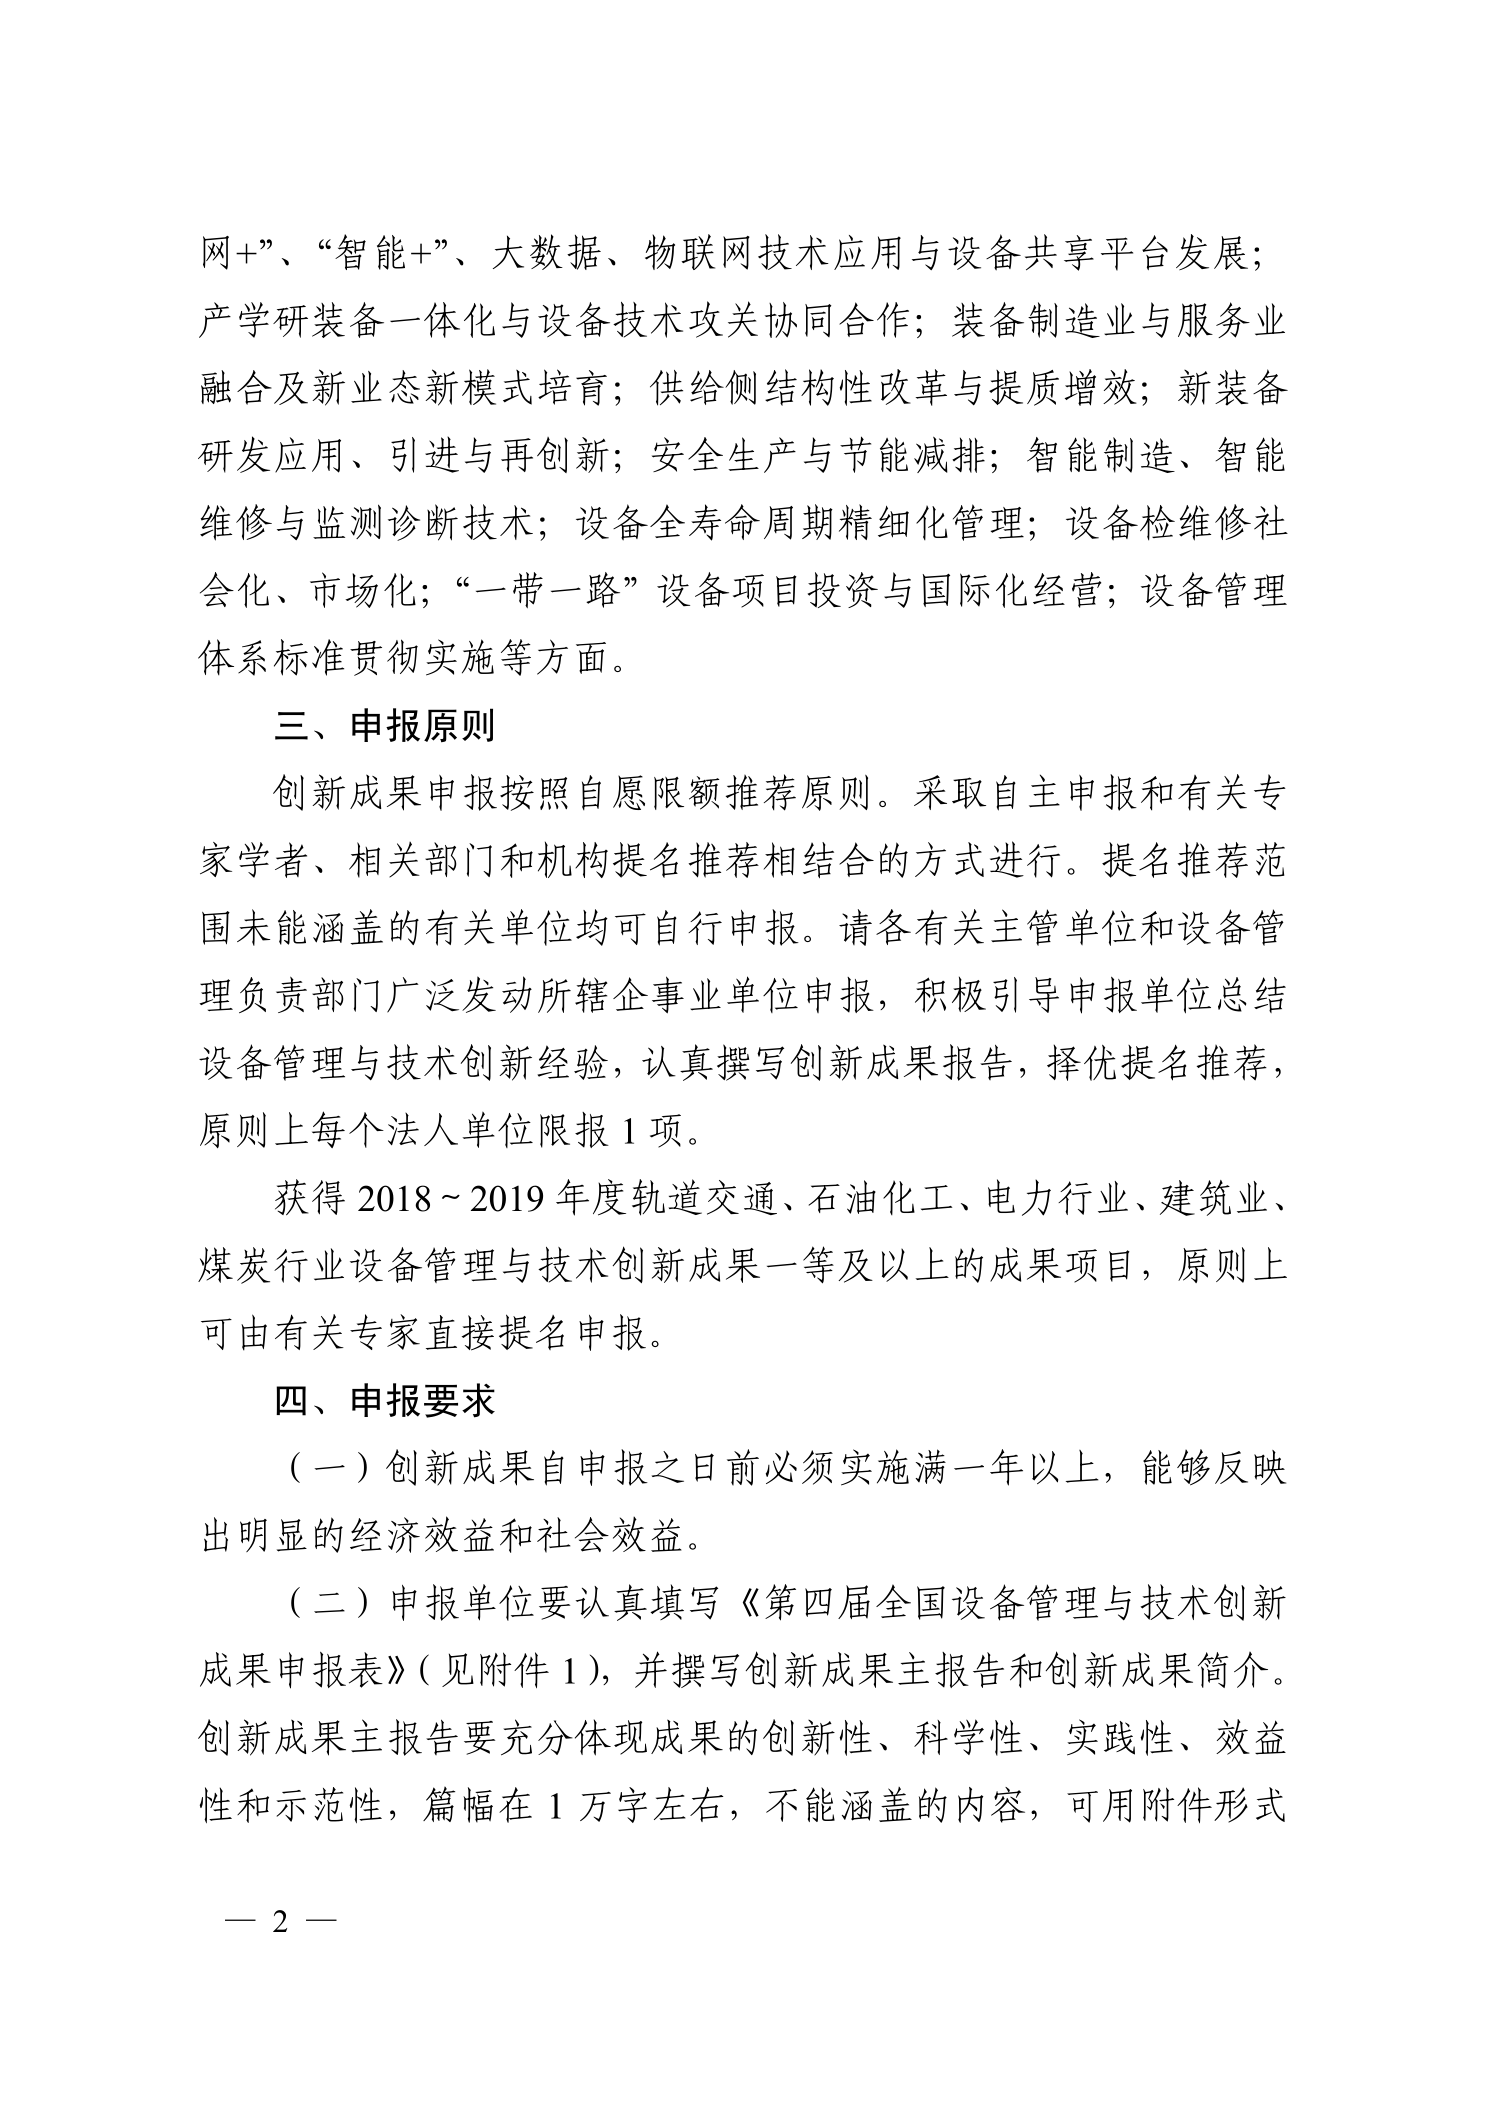 网+”、“智能+”、大数据、物联网技术应用与设备共享平台发展；
产学研装备一体化与设备技术攻关协同合作；装备制造业与服务业
融合及新业态新模式培育；供给侧结构性改革与提质增效；新装备
研发应用、引进与再创新；安全生产与节能减排；智能制造、智能
维修与监测诊断技术；设备全寿命周期精细化管理；设备检维修社
会化、市场化；“一带一路”设备项目投资与国际化经营；设备管理
体系标准贯彻实施等方面。
三、申报原则
创新成果申报按照自愿限额推荐原则。采取自主申报和有关专
家学者、相关部门和机构提名推荐相结合的方式进行。提名推荐范
围未能涵盖的有关单位均可自行申报。请各有关主管单位和设备管
理负责部门广泛发动所辖企事业单位申报，积极引导申报单位总结
设备管理与技术创新经验，认真撰写创新成果报告，择优提名推荐，
原则上每个法人单位限报 1 项。
获得 2018～2019 年度轨道交通、石油化工、电力行业、建筑业、
煤炭行业设备管理与技术创新成果一等及以上的成果项目，原则上
可由有关专家直接提名申报。
四、申报要求
（一）创新成果自申报之日前必须实施满一年以上，能够反映
出明显的经济效益和社会效益。
（二）申报单位要认真填写《第四届全国设备管理与技术创新
成果申报表》（见附件 1），并撰写创新成果主报告和创新成果简介。
创新成果主报告要充分体现成果的创新性、科学性、实践性、效益
性和示范性，篇幅在 1 万字左右，不能涵盖的内容，可用附件形式
— 2 —